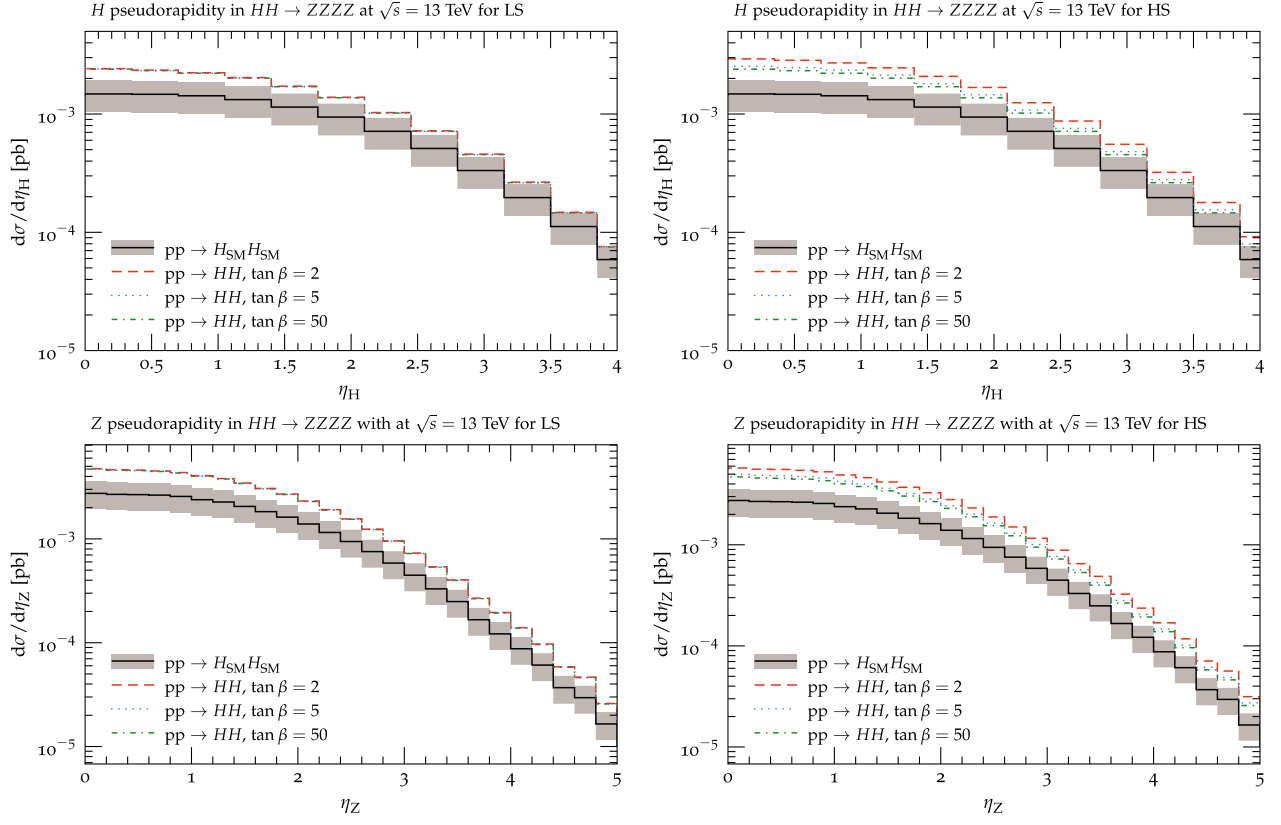 H pseudorapidity in HH → ZZZZ at √s = 13 TeV for LS
dσ/dη_H [pb]
10⁻³
10⁻⁴
10⁻⁵
pp → H_SM H_SM
pp → HH, tan β = 2
pp → HH, tan β = 5
pp → HH, tan β = 50
0 0.5 1 1.5 2 2.5 3 3.5 4
η_H
H pseudorapidity in HH → ZZZZ at √s = 13 TeV for HS
dσ/dη_H [pb]
10⁻³
10⁻⁴
10⁻⁵
pp → H_SM H_SM
pp → HH, tan β = 2
pp → HH, tan β = 5
pp → HH, tan β = 50
0 0.5 1 1.5 2 2.5 3 3.5 4
η_H
Z pseudorapidity in HH → ZZZZ with at √s = 13 TeV for LS
dσ/dη_Z [pb]
10⁻³
10⁻⁴
10⁻⁵
pp → H_SM H_SM
pp → HH, tan β = 2
pp → HH, tan β = 5
pp → HH, tan β = 50
0 1 2 3 4 5
η_Z
Z pseudorapidity in HH → ZZZZ with at √s = 13 TeV for HS
dσ/dη_Z [pb]
10⁻³
10⁻⁴
10⁻⁵
pp → H_SM H_SM
pp → HH, tan β = 2
pp → HH, tan β = 5
pp → HH, tan β = 50
0 1 2 3 4 5
η_Z